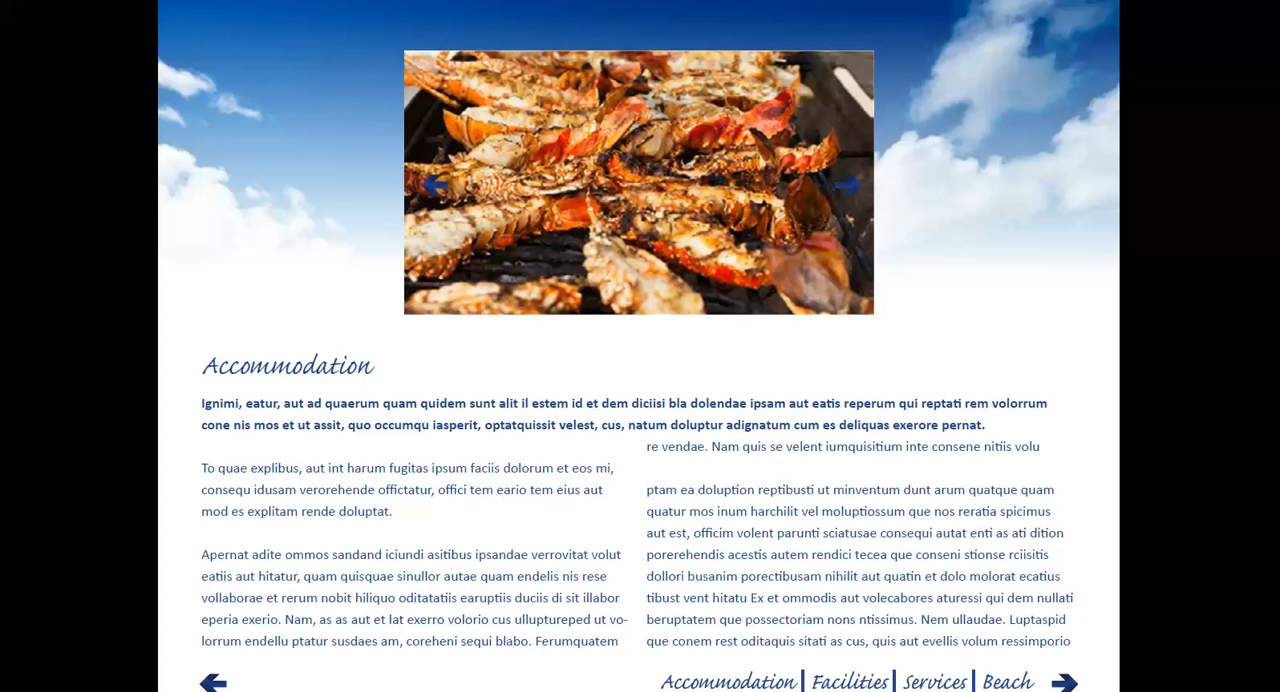 Accommodation
Ignimi, eatur, aut ad quaerum quam quidem sunt alit il estem id et dem diciisi bla dolendae ipsam aut eatis reperum qui reptati rem volorrum
cone nis mos et ut assit, quo occumqu iasperit, optatquissit velest, cus, natum doluptur adignatum cum es deliquas exerore pernat.
To quae explibus, aut int harum fugitas ipsum faciis dolorum et eos mi,
consequ idusam verorehende offictatur, offici tem eario tem eius aut
mod es explitam rende doluptat.
Apernat adite ommos sandand iciundi asitibus ipsandae verrovitat volut
eatiis aut hitatur, quam quisquae sinullor autae quam endelis nis rese
vollaborae et rerum nobit hiliquo oditatatiis earuptiis duciis di sit illabor
eperia exerio. Nam, as as aut et lat exerro volorio cus ulluptureped ut vo-
lorrum endellu ptatur susdaes am, coreheni sequi blabo. Ferumquatem
re vendae. Nam quis se velent iumquisitium inte consene nitiis volu
ptam ea doluption reptibusti ut minventum dunt arum quatque quam
quatur mos inum harchilit vel moluptiossum que nos reratia spicimus
aut est, officim volent parunti sciatusae consequi autat enti as ati dition
porerehendis acestis autem rendici tecea que conseni stionse rciisitis
dollori busanim porectibusam nihilit aut quatin et dolo molorat ecatius
tibust vent hitatu Ex et ommodis aut volecabores aturessi qui dem nullati
beruptatem que possectoriam nons ntissimus. Nem ullaudae. Luptaspid
que conem rest oditaquis sitati as cus, quis aut evellis volum ressimporio
Accommodation | Facilities | Services | Beach